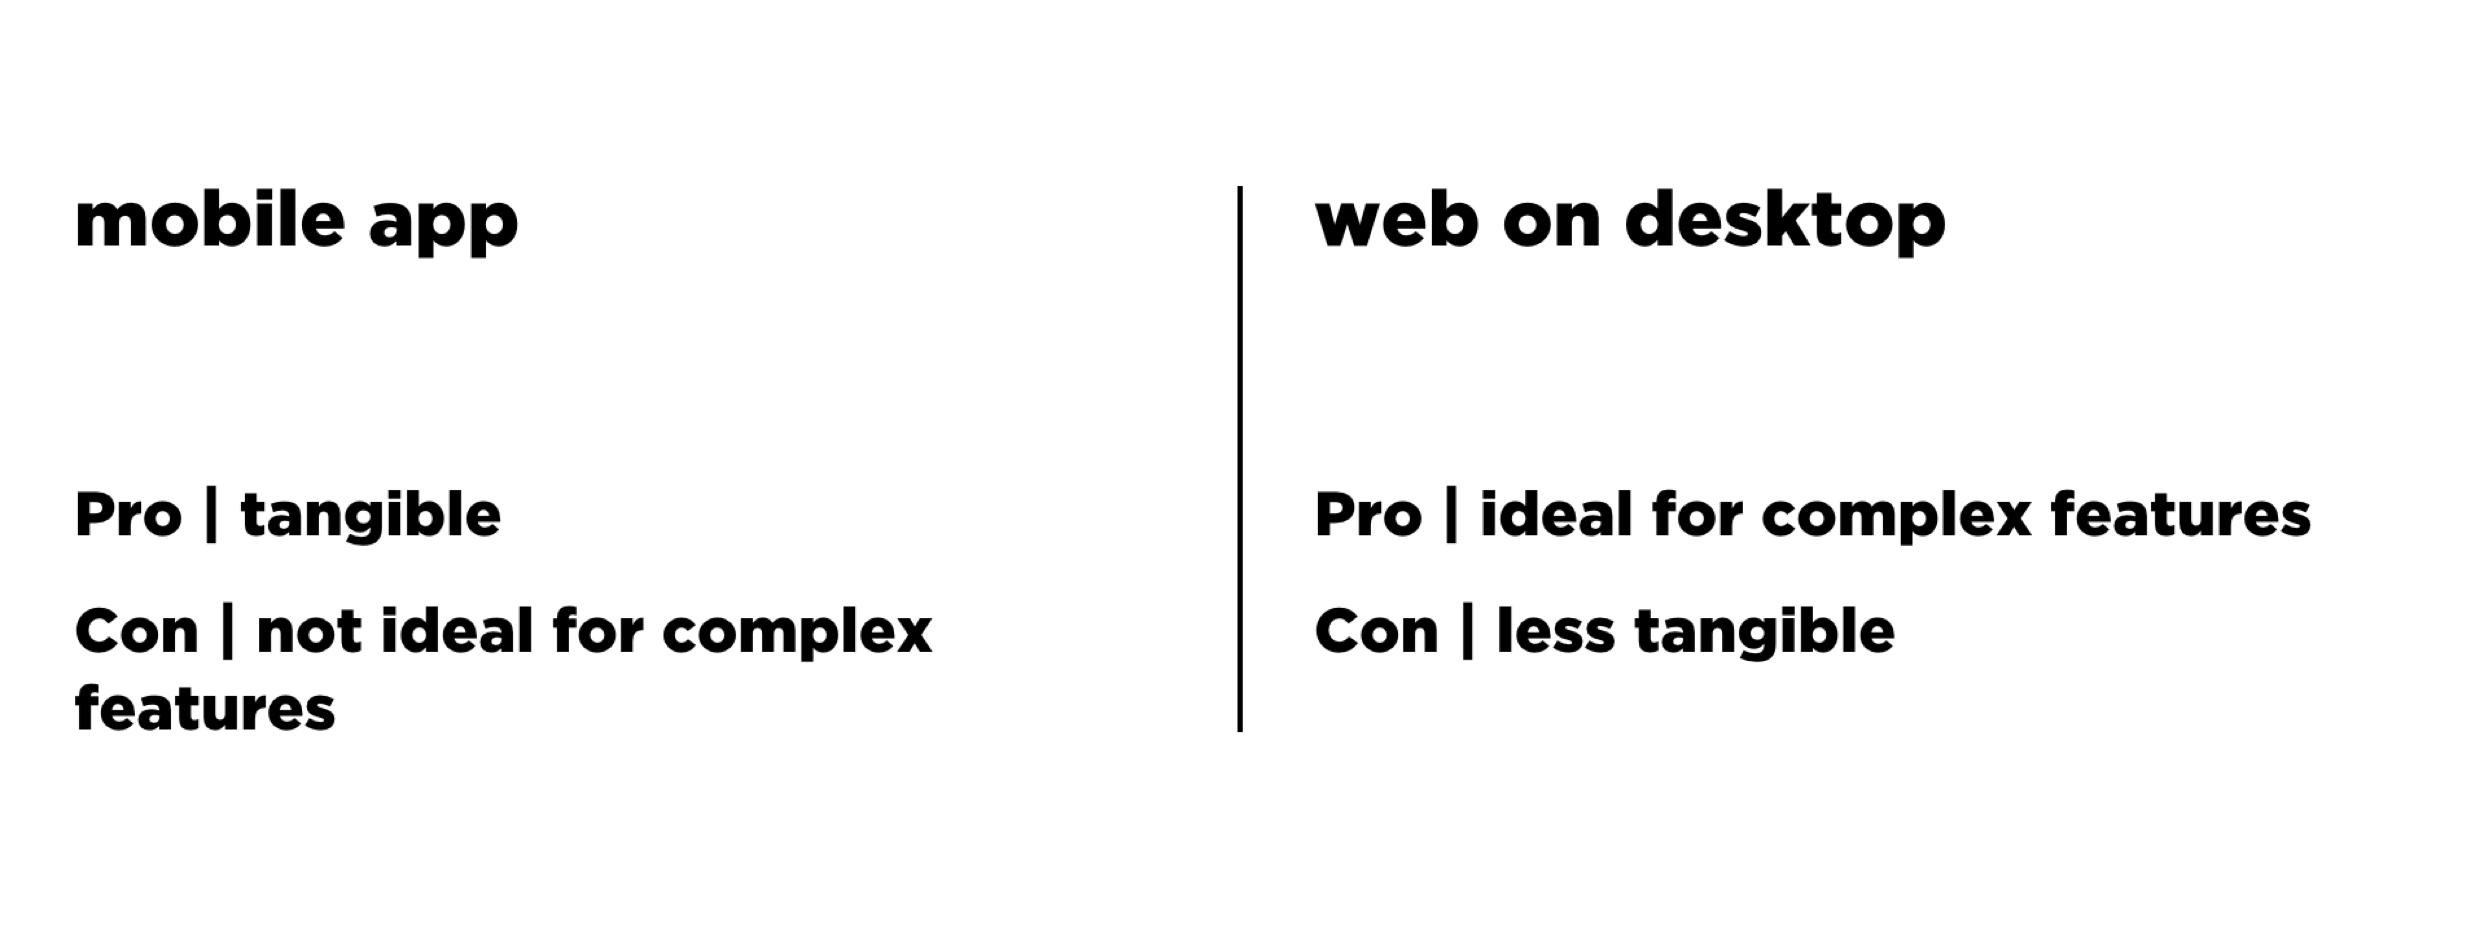 mobile app
Pro | tangible
Con | not ideal for complex
features
web on desktop
Pro | ideal for complex features
Con | less tangible